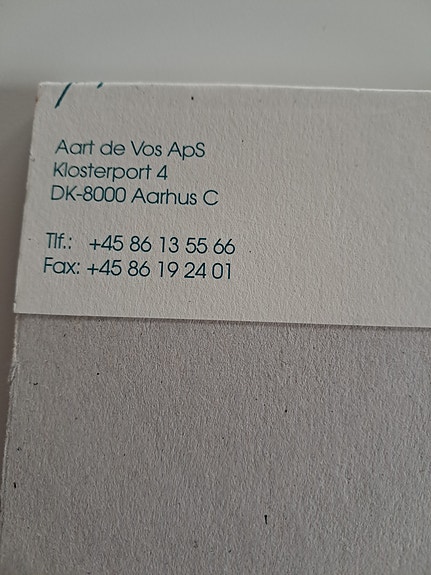 Aart de Vos ApS
Klosterport 4
DK-8000 Aarhus C
Tlf.: +45 86 13 55 66
Fax: +45 86 19 24 01